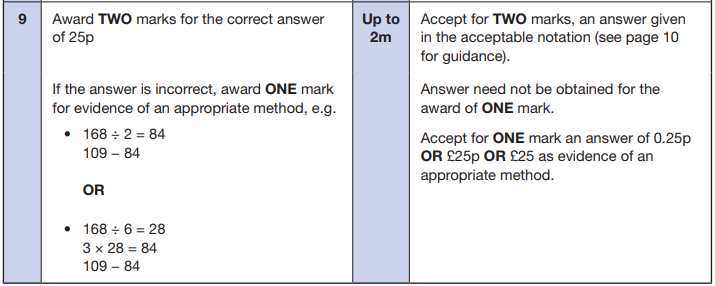 9
Award TWO marks for the correct answer
of 25p
If the answer is incorrect, award ONE mark
for evidence of an appropriate method, e.g.
• 168 ÷ 2 = 84
109 – 84
OR
• 168 ÷ 6 = 28
3 × 28 = 84
109 – 84
Up to
2m
Accept for TWO marks, an answer given
in the acceptable notation (see page 10
for guidance).
Answer need not be obtained for the
award of ONE mark.
Accept for ONE mark an answer of 0.25p
OR £25p OR £25 as evidence of an
appropriate method.